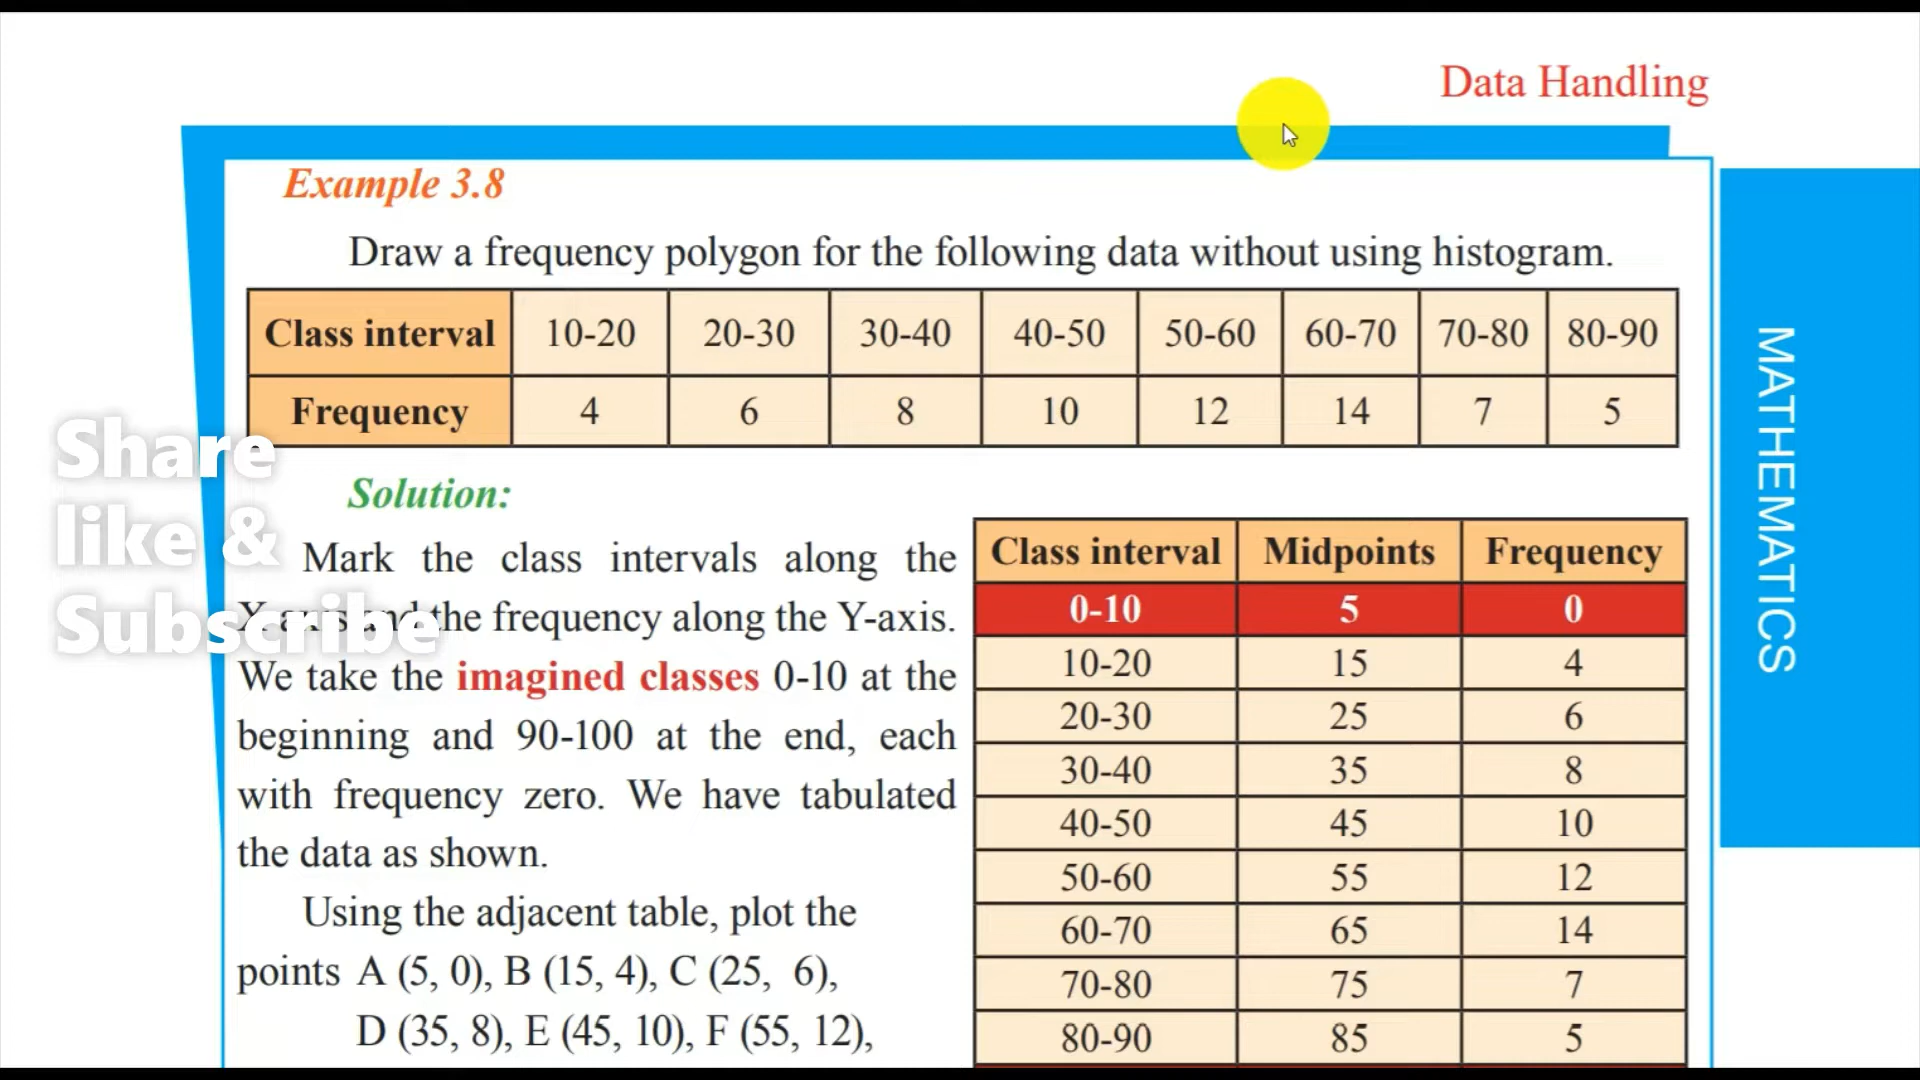 Data Handling
Example 3.8
Draw a frequency polygon for the following data without using histogram.
Class interval 10-20 20-30 30-40 40-50 50-60 60-70 70-80 80-90
Frequency 4 6 8 10 12 14 7 5
MATHEMATICS
Share
like &
Subscribe
Solution:
Mark the class intervals along the
X-axis and the frequency along the Y-axis.
We take the imagined classes 0-10 at the
beginning and 90-100 at the end, each
with frequency zero. We have tabulated
the data as shown.
Using the adjacent table, plot the
points A (5, 0), B (15, 4), C (25, 6),
D (35, 8), E (45, 10), F (55, 12),
Class interval Midpoints Frequency
0-10 5 0
10-20 15 4
20-30 25 6
30-40 35 8
40-50 45 10
50-60 55 12
60-70 65 14
70-80 75 7
80-90 85 5